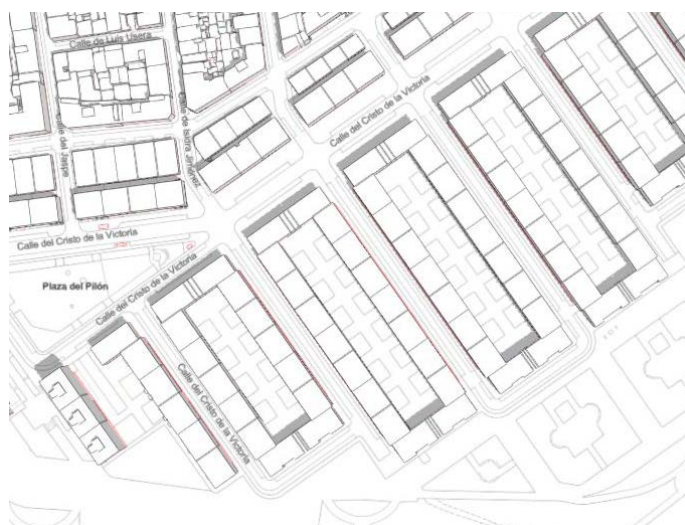 Calle de Luis Usera
Calle del Jaspe
Calle de Isidra Jiménez
Calle del Cristo de la Victoria
Calle del Cristo de la Victoria
Plaza del Pilón
Calle del Cristo de la Victoria
Calle del Cristo de la Victoria